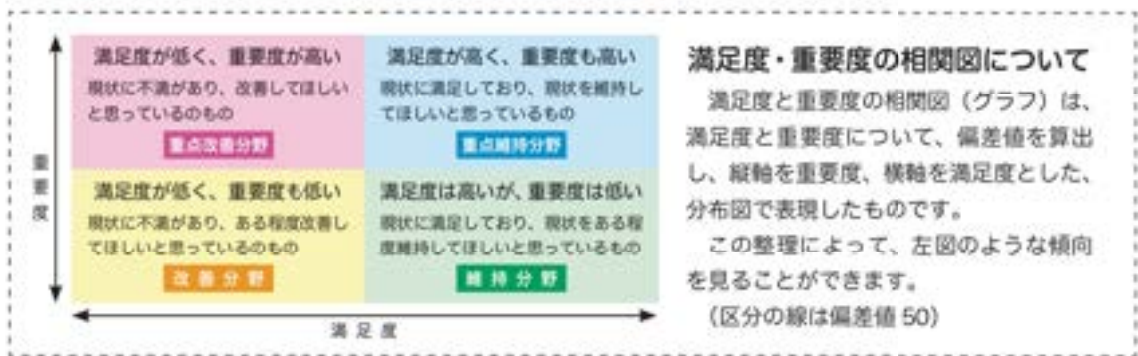 満足度が低く、重要度が高い
現状に不満があり、改善してほしい
と思っているのもの
重点改善分野
満足度が高く、重要度も高い
現状に満足しており、現状を維持し
てほしいと思っているもの
重点維持分野
重要度
満足度が低く、重要度も低い
現状に不満があり、ある程度改善し
てほしいと思っているのもの
改善分野
満足度は高いが、重要度は低い
現状に満足しており、現状をある程
度維持してほしいと思っているもの
維持分野
満足度
満足度・重要度の相関図について
満足度と重要度の相関図（グラフ）は、
満足度と重要度について、偏差値を算出
し、縦軸を重要度、横軸を満足度とした、
分布図で表現したものです。
この整理によって、左図のような傾向
を見ることができます。
（区分の線は偏差値 50）